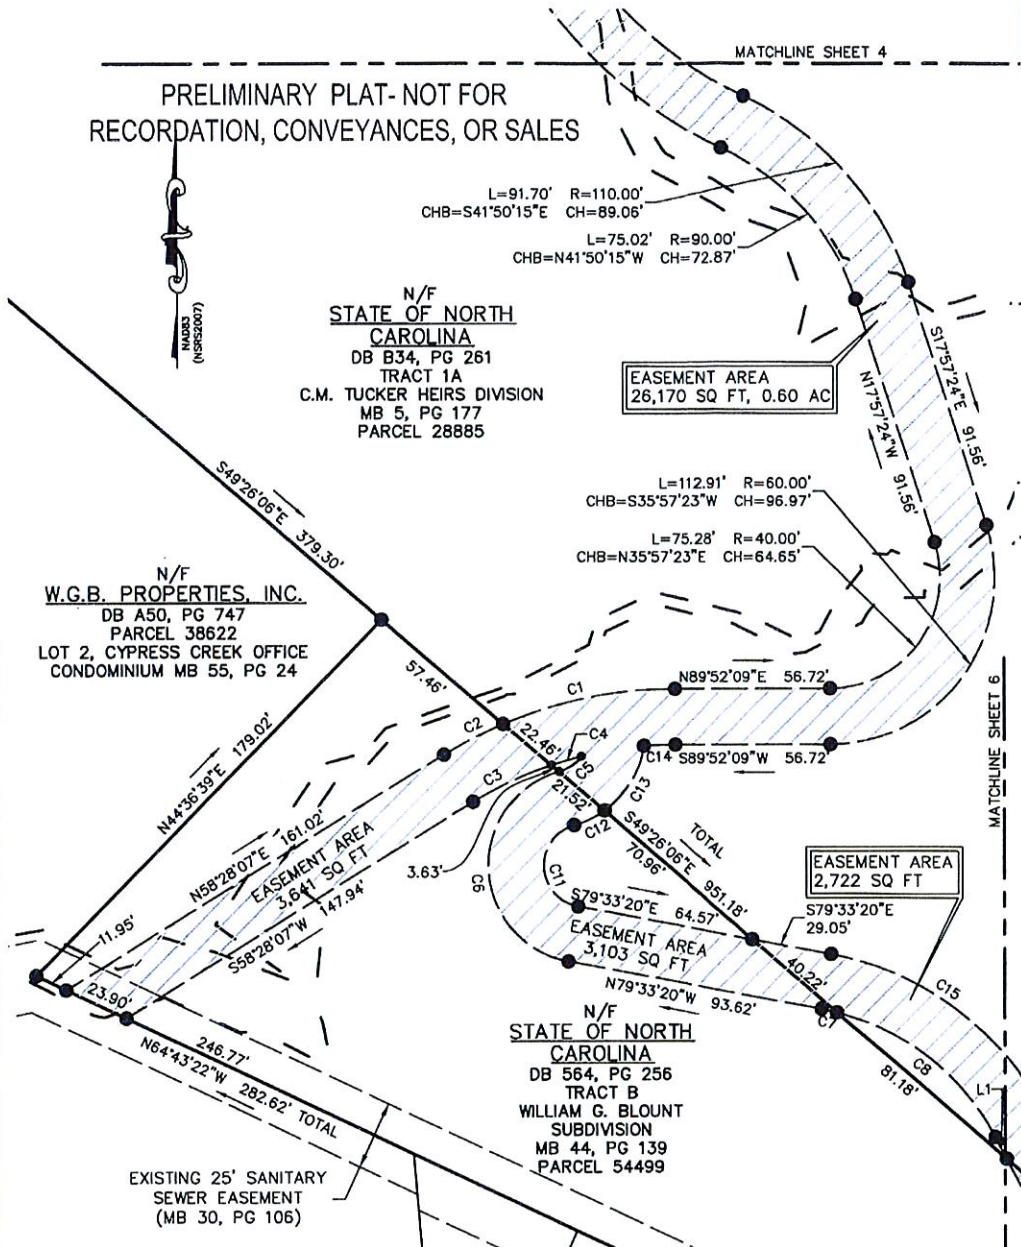 MATCHLINE SHEET 4
PRELIMINARY PLAT- NOT FOR
RECORDATION, CONVEYANCES, OR SALES
NAD83
(NSRS2007)
L=91.70' R=110.00'
CHB=S41°50'15"E CH=89.06'
L=75.02' R=90.00'
CHB=N41°50'15"W CH=72.87'
N/F
STATE OF NORTH
CAROLINA
DB B34, PG 261
TRACT 1A
C.M. TUCKER HEIRS DIVISION
MB 5, PG 177
PARCEL 28885
EASEMENT AREA
26,170 SQ FT, 0.60 AC
S17°57'24"E 91.56'
N17°57'24"W 91.56'
S49°26'06"E 379.30'
L=112.91' R=60.00'
CHB=S35°57'23"W CH=96.97'
L=75.28' R=40.00'
CHB=N35°57'23"E CH=64.65'
N/F
W.G.B. PROPERTIES, INC.
DB A50, PG 747
PARCEL 38622
LOT 2, CYPRESS CREEK OFFICE
CONDOMINIUM MB 55, PG 24
57.46'
N89°52'09"E 56.72'
MATCHLINE SHEET 6
C1
C2
22.46'
C4
C5
C3
C14
S89°52'09"W 56.72'
21.52'
C13
N44°36'39"E 179.02'
C12
S49°26'06"E 951.18' TOTAL
70.96'
N58°28'07"E 161.02'
EASEMENT AREA
3,641 SQ FT
S58°28'07"W 147.94'
3.63'
C6
C11
EASEMENT AREA
2,722 SQ FT
S79°33'20"E 64.57'
S79°33'20"E
29.05'
EASEMENT AREA
3,103 SQ FT
11.95'
40.22'
C15
23.90'
N79°33'20"W 93.62'
C7
N/F
STATE OF NORTH
CAROLINA
DB 564, PG 256
TRACT B
WILLIAM G. BLOUNT
SUBDIVISION
MB 44, PG 139
PARCEL 54499
246.77'
N64°43'22"W 282.62' TOTAL
C8
81.18'
L1
EXISTING 25' SANITARY
SEWER EASEMENT
(MB 30, PG 106)